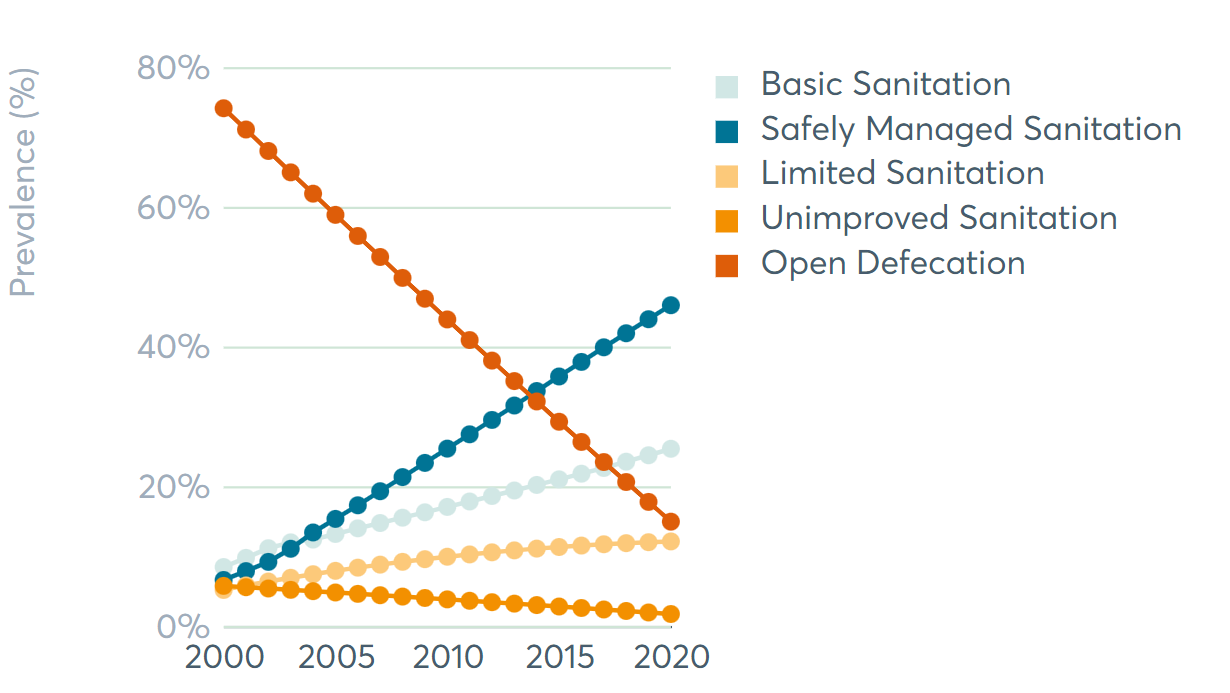 Prevalence (%)
80%
60%
40%
20%
0%
2000 2005 2010 2015 2020
Basic Sanitation
Safely Managed Sanitation
Limited Sanitation
Unimproved Sanitation
Open Defecation